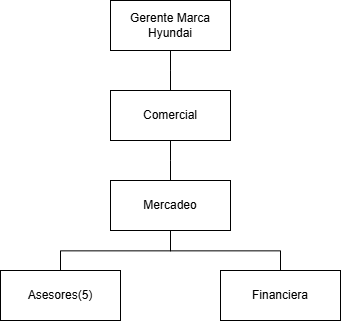 Gerente Marca
Hyundai
Comercial
Mercadeo
Asesores(5)
Financiera